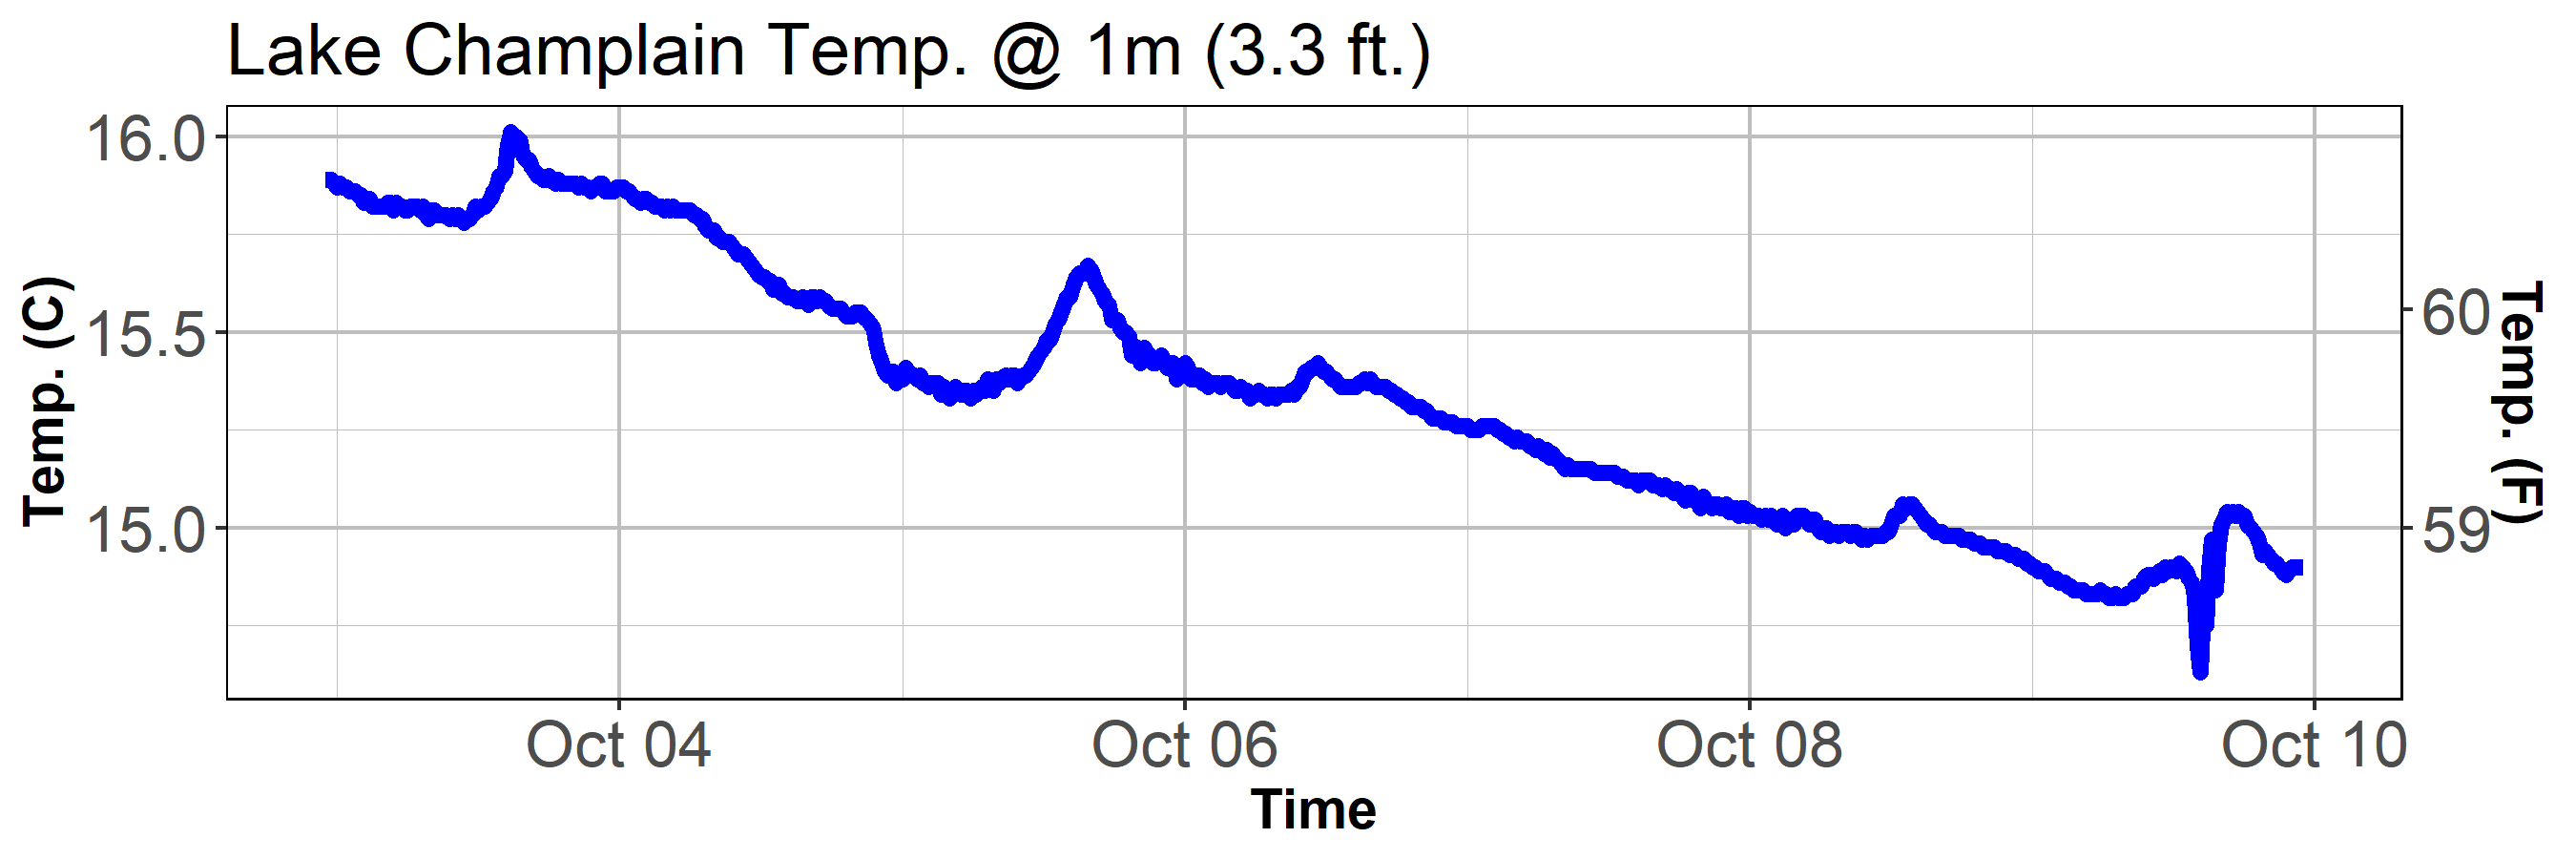 Lake Champlain Temp. @ 1m (3.3 ft.)
Temp. (C)
16.0
15.5
15.0
60
59
Temp. (F)
Oct 04 Oct 06 Oct 08 Oct 10
Time